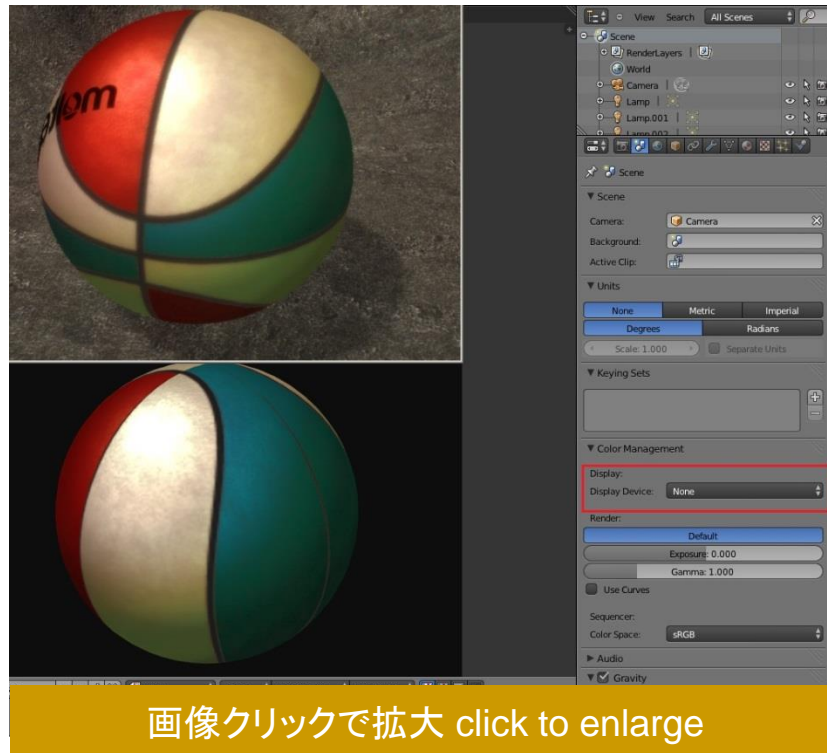 View Search All Scenes
Scene
RenderLayers
World
Camera
Lamp
Lamp.001
Lamp.002
Scene
Scene
Camera: Camera
Background:
Active Clip:
Units
None Metric Imperial
Degrees Radians
Scale: 1.000 Separate Units
Keying Sets
Color Management
Display:
Display Device: None
Render:
Default
Exposure: 0.000
Gamma: 1.000
Use Curves
Sequencer:
Color Space: sRGB
Audio
Gravity
画像クリックで拡大 click to enlarge